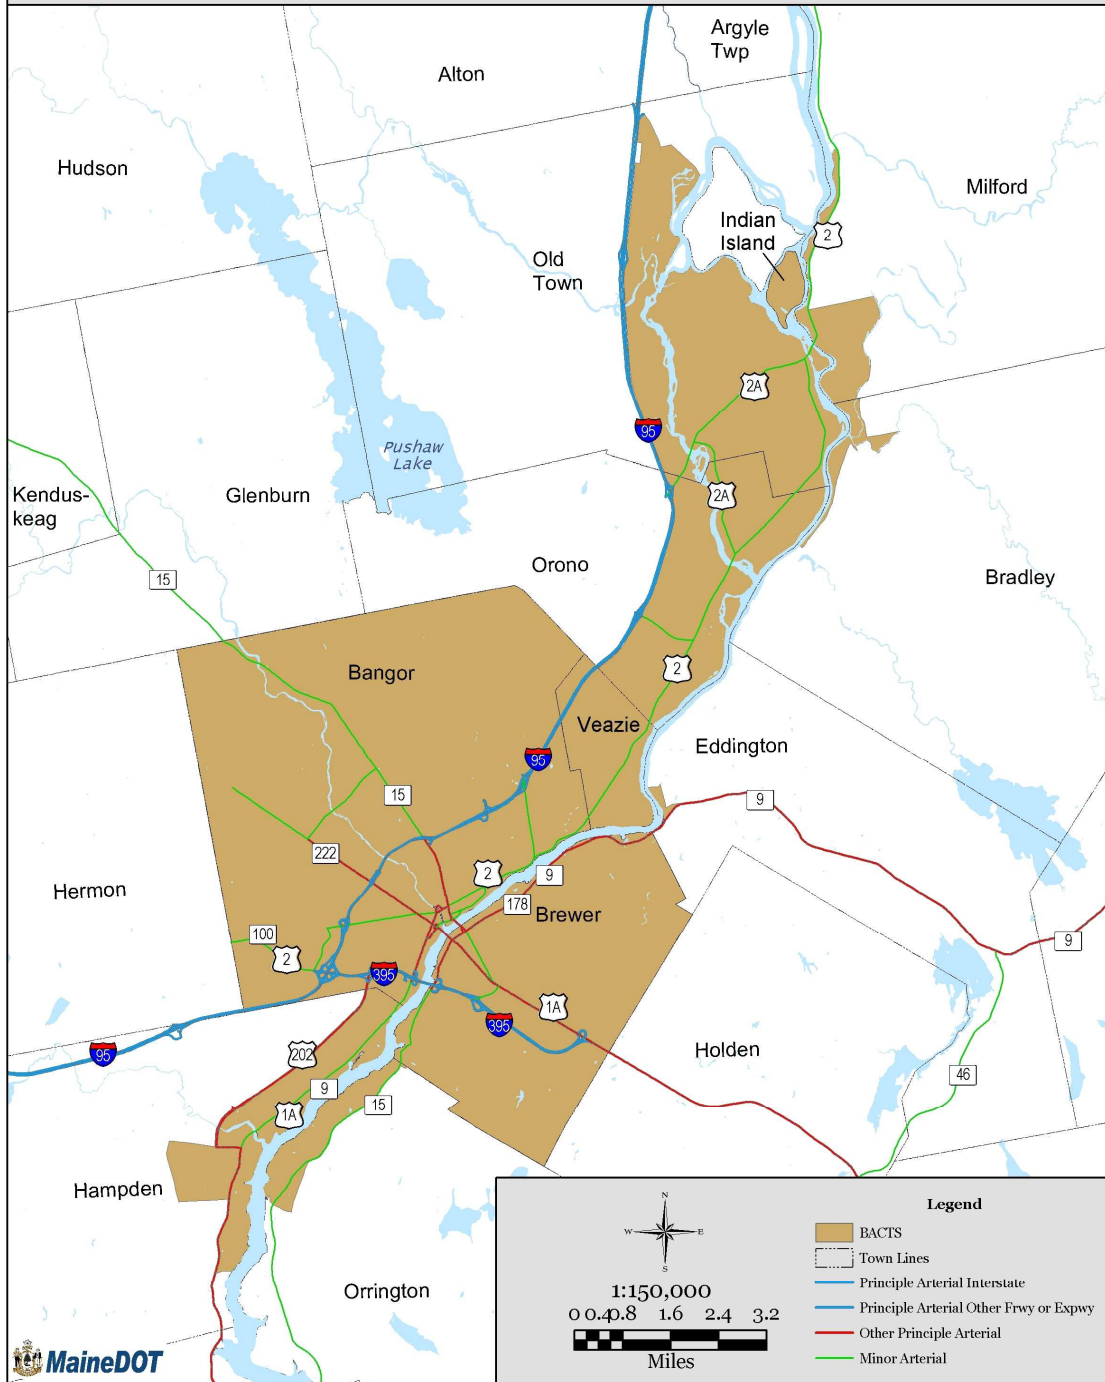 Argyle
Twp
Alton
Hudson
Milford
Indian
Island
2
Old
Town
2A
95
Pushaw
Lake
Kendus-
keag
Glenburn
2A
Orono
15
Bradley
Bangor
2
Veazie
Eddington
95
15
9
222
2
9
Hermon
178
Brewer
100
2
9
395
1A
395
95
202
Holden
9
46
1A
15
Hampden
Orrington
N
W
E
S
1:150,000
0 0.4 0.8 1.6 2.4 3.2
Miles
Legend
BACTS
Town Lines
Principle Arterial Interstate
Principle Arterial Other Frwy or Expwy
Other Principle Arterial
Minor Arterial
MaineDOT